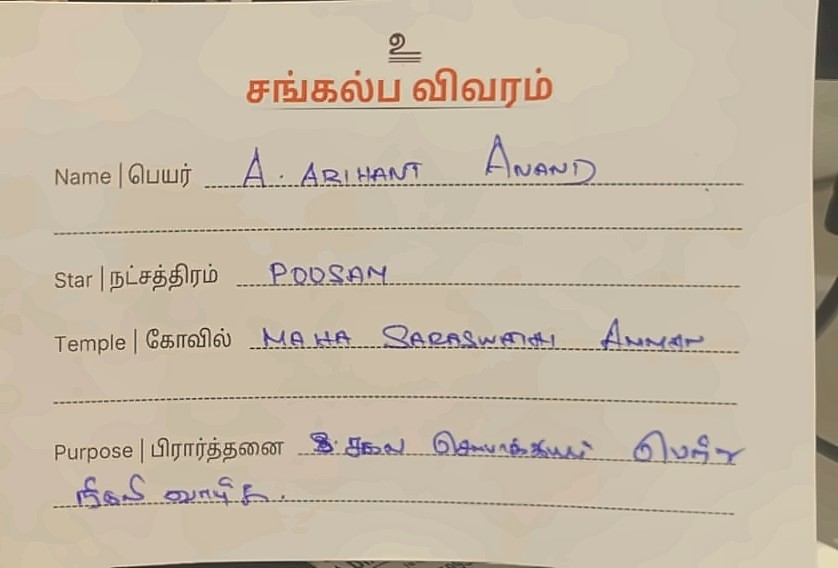 உ
சங்கல்ப விவரம்
Name | பெயர் A. ARIHANT ANAND
Star | நட்சத்திரம் POOSAM
Temple | கோவில் MAHA SARASWATHI AMMAN
Purpose | பிரார்த்தனை சகல பெற்று